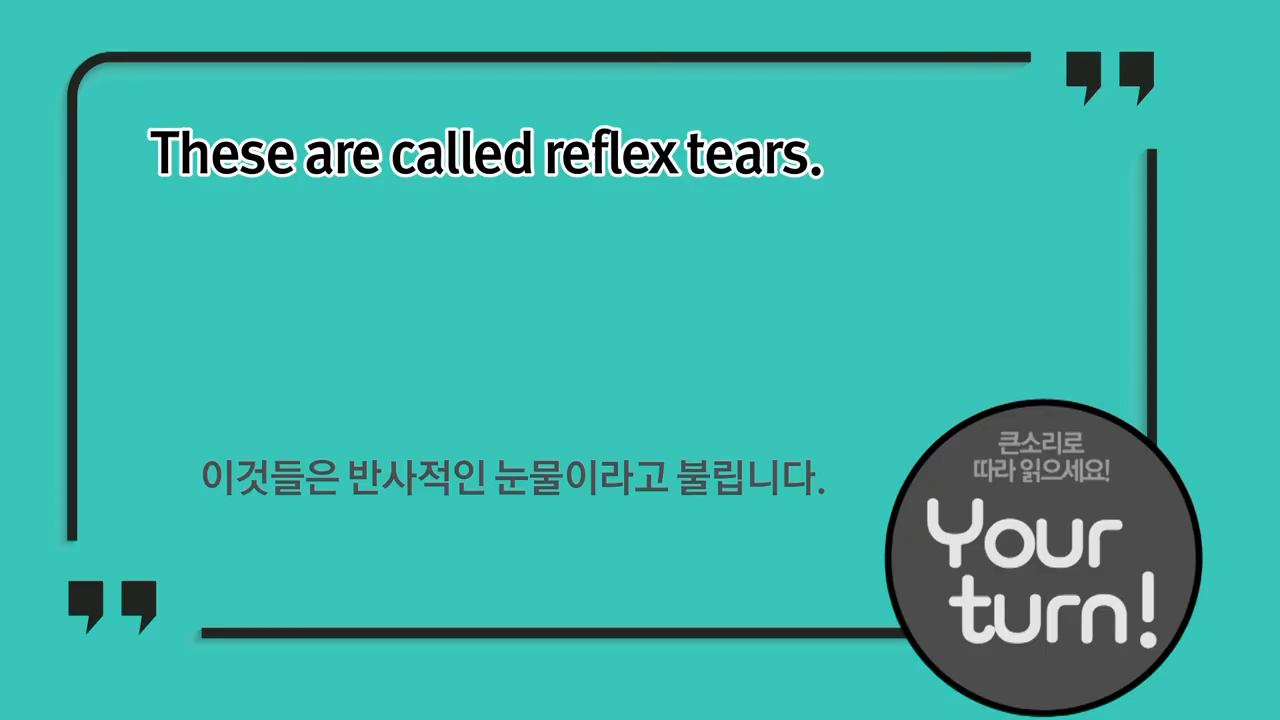 These are called reflex tears.
이것들은 반사적인 눈물이라고 불립니다.
큰소리로
따라 읽으세요!
Your
turn!